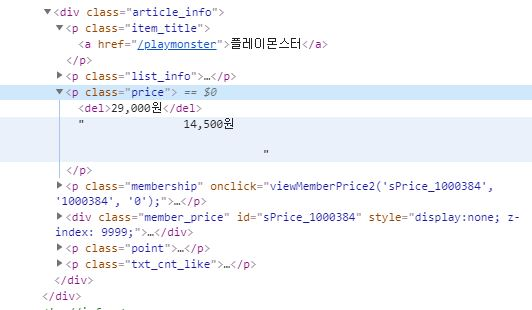 ▼<div class="article_info">
▼<p class="item_title">
<a href="/playmonster">플레이몬스터</a>
</p>
▶<p class="list_info">…</p>
▼<p class="price"> == $0
<del>29,000원</del>
" 14,500원
"
</p>
▶<p class="membership" onclick="viewMemberPrice2('sPrice_1000384',
'1000384', '0');">…</p>
▶<div class="member_price" id="sPrice_1000384" style="display:none; z-
index: 9999;">…</div>
▶<p class="point">…</p>
▶<p class="txt_cnt_like">…</p>
</div>